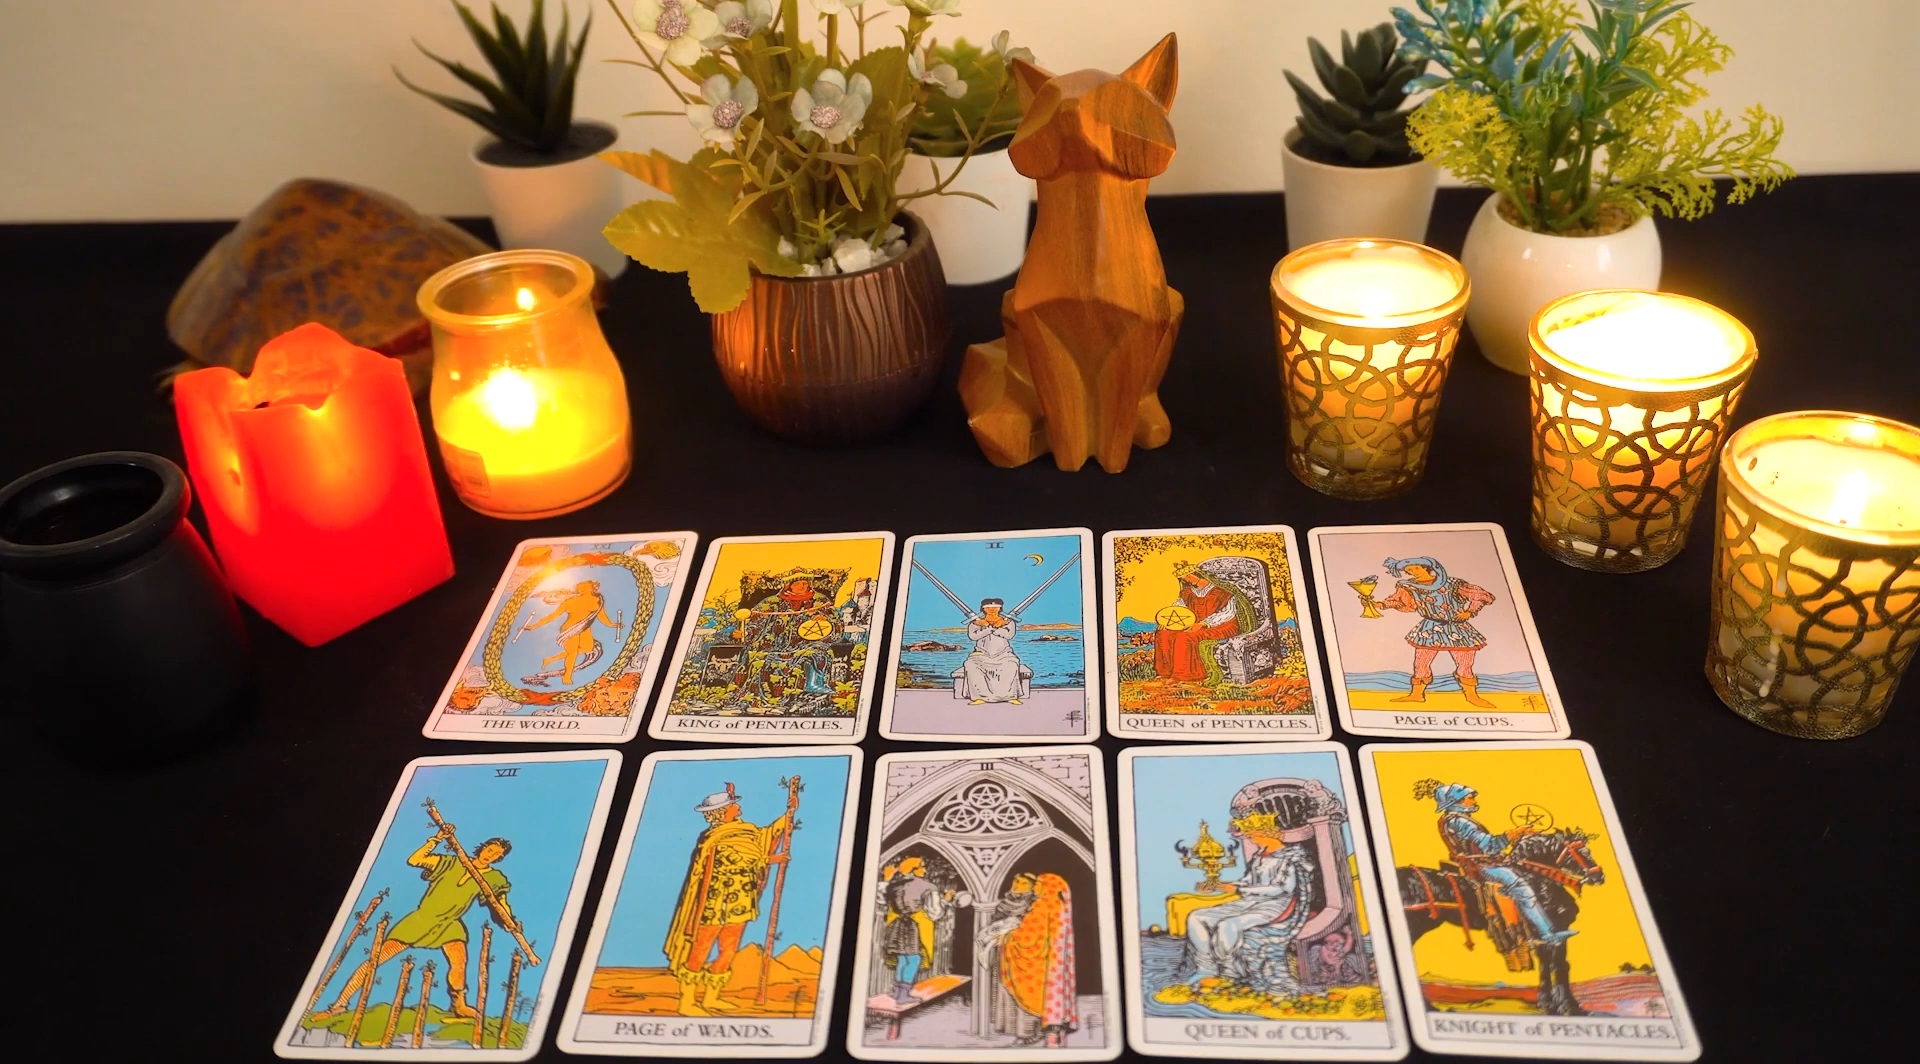 XXI
THE WORLD.
KING of PENTACLES.
II
QUEEN of PENTACLES.
PAGE of CUPS.
VII
PAGE of WANDS.
III
QUEEN of CUPS.
KNIGHT of PENTACLES.